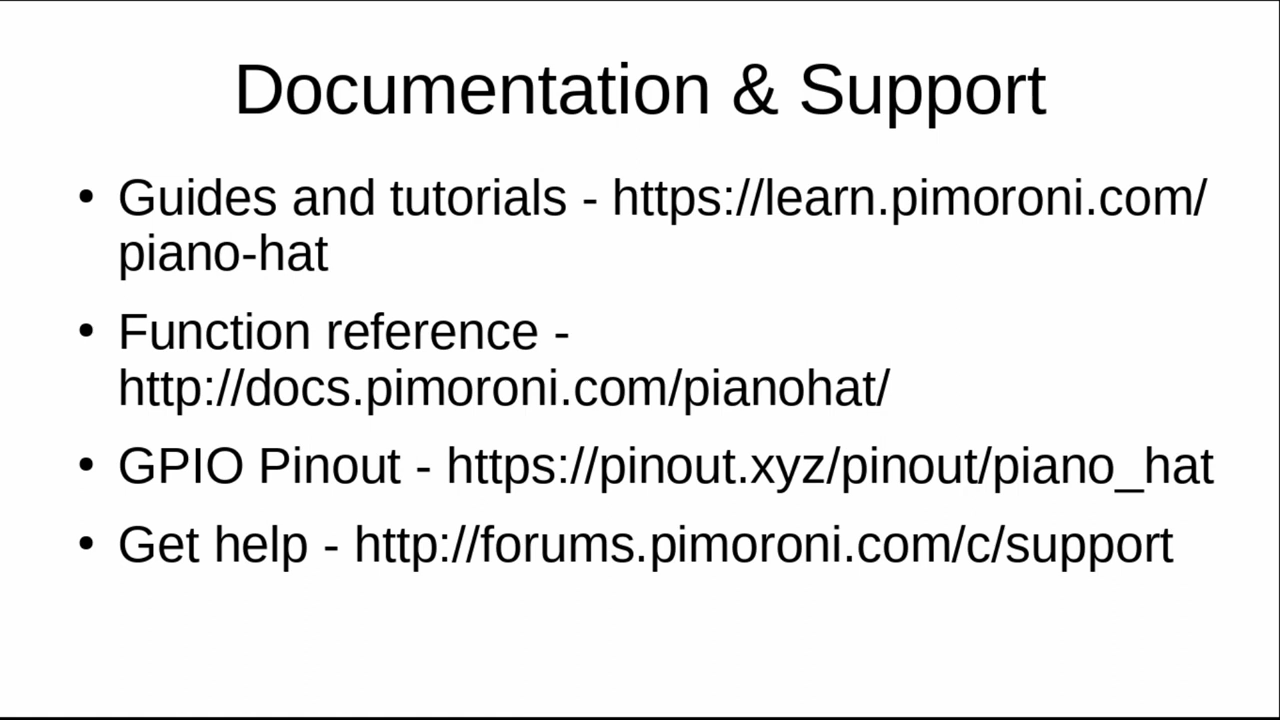 Documentation & Support
• Guides and tutorials - https://learn.pimoroni.com/
piano-hat
• Function reference -
http://docs.pimoroni.com/pianohat/
• GPIO Pinout - https://pinout.xyz/pinout/piano_hat
• Get help - http://forums.pimoroni.com/c/support